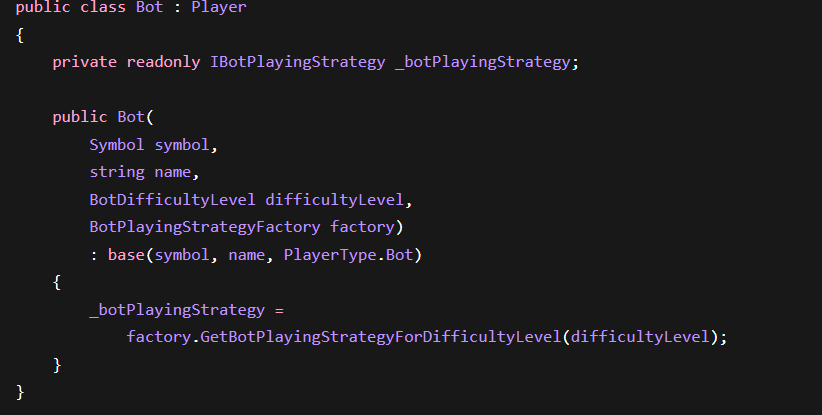 public class Bot : Player
{
    private readonly IBotPlayingStrategy _botPlayingStrategy;
    public Bot(
        Symbol symbol,
        string name,
        BotDifficultyLevel difficultyLevel,
        BotPlayingStrategyFactory factory)
        : base(symbol, name, PlayerType.Bot)
    {
        _botPlayingStrategy =
            factory.GetBotPlayingStrategyForDifficultyLevel(difficultyLevel);
    }
}